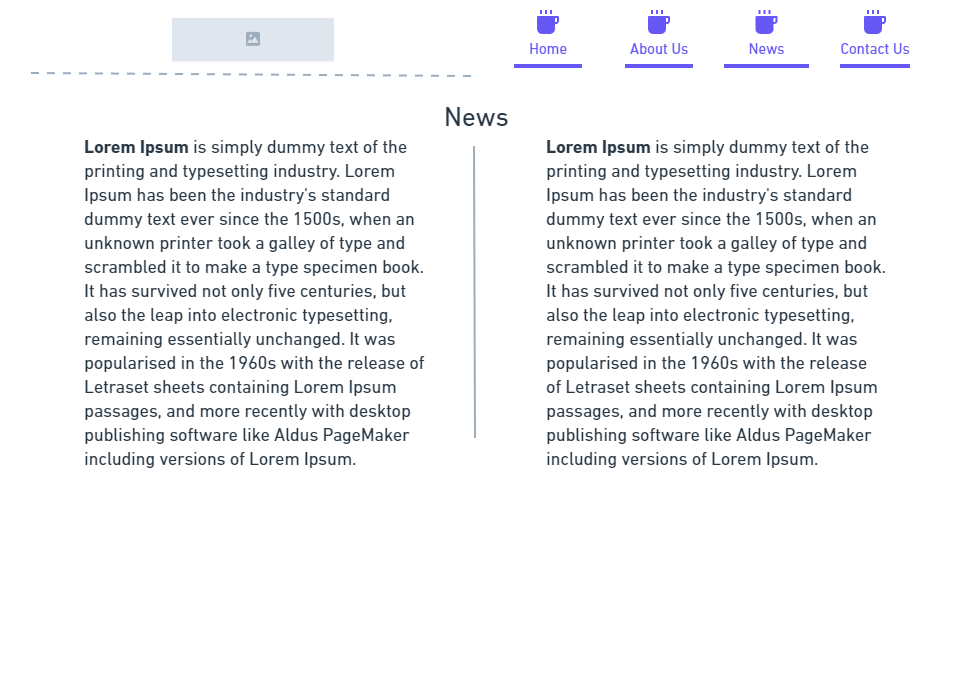 Home
About Us
News
Contact Us
News
Lorem Ipsum is simply dummy text of the
printing and typesetting industry. Lorem
Ipsum has been the industry's standard
dummy text ever since the 1500s, when an
unknown printer took a galley of type and
scrambled it to make a type specimen book.
It has survived not only five centuries, but
also the leap into electronic typesetting,
remaining essentially unchanged. It was
popularised in the 1960s with the release of
Letraset sheets containing Lorem Ipsum
passages, and more recently with desktop
publishing software like Aldus PageMaker
including versions of Lorem Ipsum.
Lorem Ipsum is simply dummy text of the
printing and typesetting industry. Lorem
Ipsum has been the industry's standard
dummy text ever since the 1500s, when an
unknown printer took a galley of type and
scrambled it to make a type specimen book.
It has survived not only five centuries, but
also the leap into electronic typesetting,
remaining essentially unchanged. It was
popularised in the 1960s with the release
of Letraset sheets containing Lorem Ipsum
passages, and more recently with desktop
publishing software like Aldus PageMaker
including versions of Lorem Ipsum.